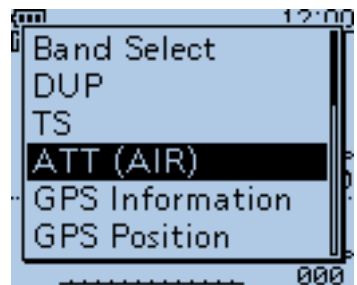 12:00
Band Select
DUP
TS
ATT (AIR)
GPS Information
GPS Position
000